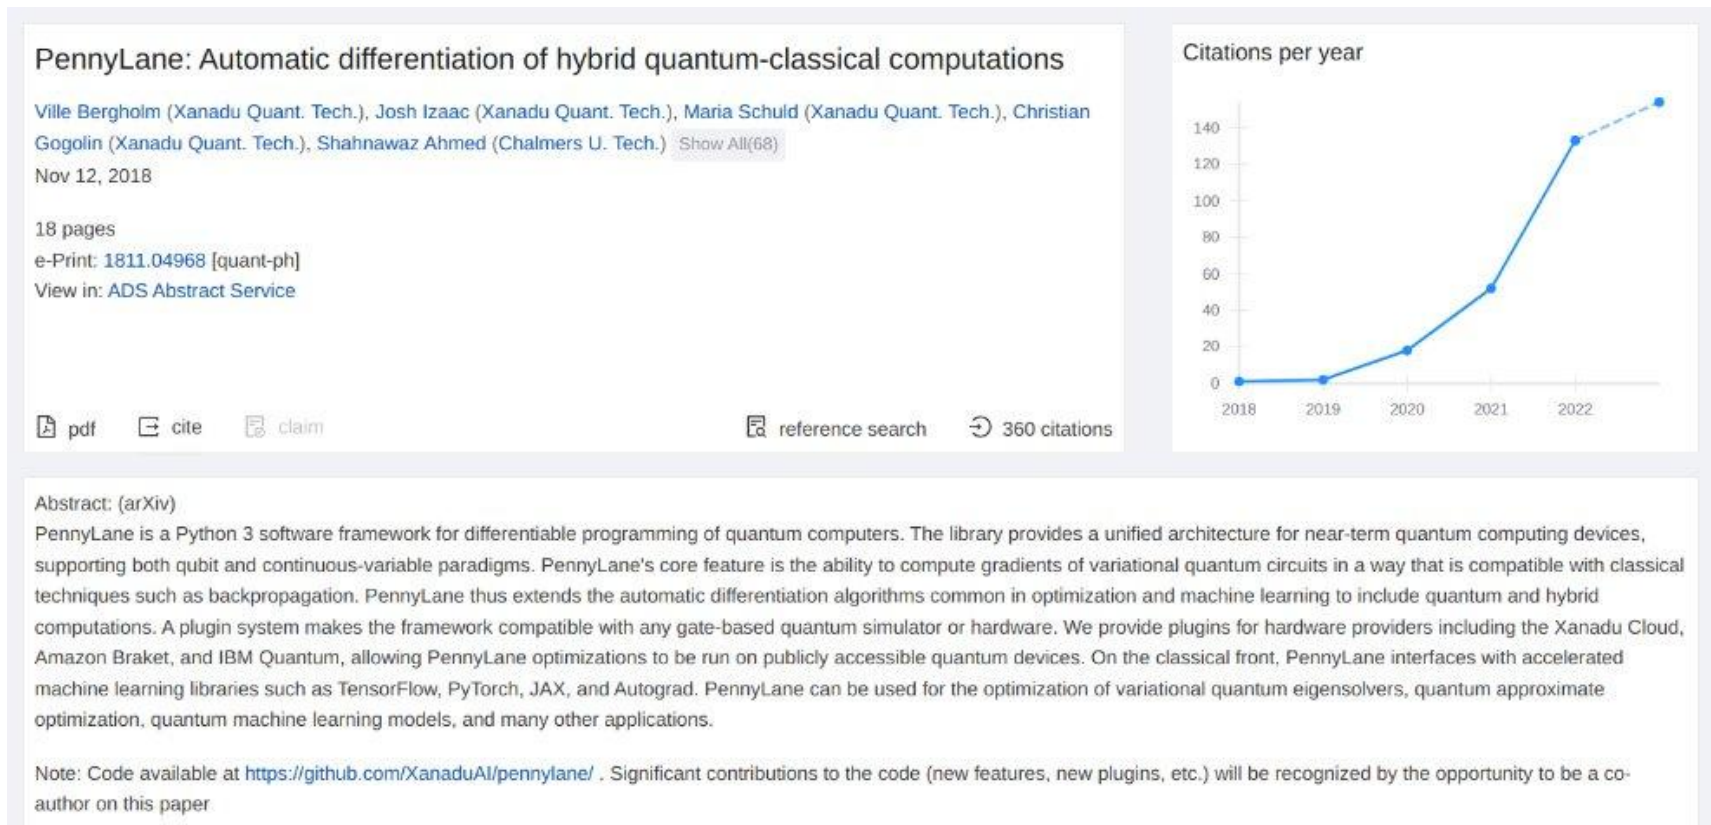 PennyLane: Automatic differentiation of hybrid quantum-classical computations
Ville Bergholm (Xanadu Quant. Tech.), Josh Izaac (Xanadu Quant. Tech.), Maria Schuld (Xanadu Quant. Tech.), Christian
Gogolin (Xanadu Quant. Tech.), Shahnawaz Ahmed (Chalmers U. Tech.) Show All(68)
Nov 12, 2018
18 pages
e-Print: 1811.04968 [quant-ph]
View in: ADS Abstract Service
pdf cite claim reference search 360 citations
Citations per year
140
120
100
80
60
40
20
0
2018 2019 2020 2021 2022
Abstract: (arXiv)
PennyLane is a Python 3 software framework for differentiable programming of quantum computers. The library provides a unified architecture for near-term quantum computing devices,
supporting both qubit and continuous-variable paradigms. PennyLane's core feature is the ability to compute gradients of variational quantum circuits in a way that is compatible with classical
techniques such as backpropagation. PennyLane thus extends the automatic differentiation algorithms common in optimization and machine learning to include quantum and hybrid
computations. A plugin system makes the framework compatible with any gate-based quantum simulator or hardware. We provide plugins for hardware providers including the Xanadu Cloud,
Amazon Braket, and IBM Quantum, allowing PennyLane optimizations to be run on publicly accessible quantum devices. On the classical front, PennyLane interfaces with accelerated
machine learning libraries such as TensorFlow, PyTorch, JAX, and Autograd. PennyLane can be used for the optimization of variational quantum eigensolvers, quantum approximate
optimization, quantum machine learning models, and many other applications.
Note: Code available at https://github.com/XanaduAI/pennylane/ . Significant contributions to the code (new features, new plugins, etc.) will be recognized by the opportunity to be a co-
author on this paper